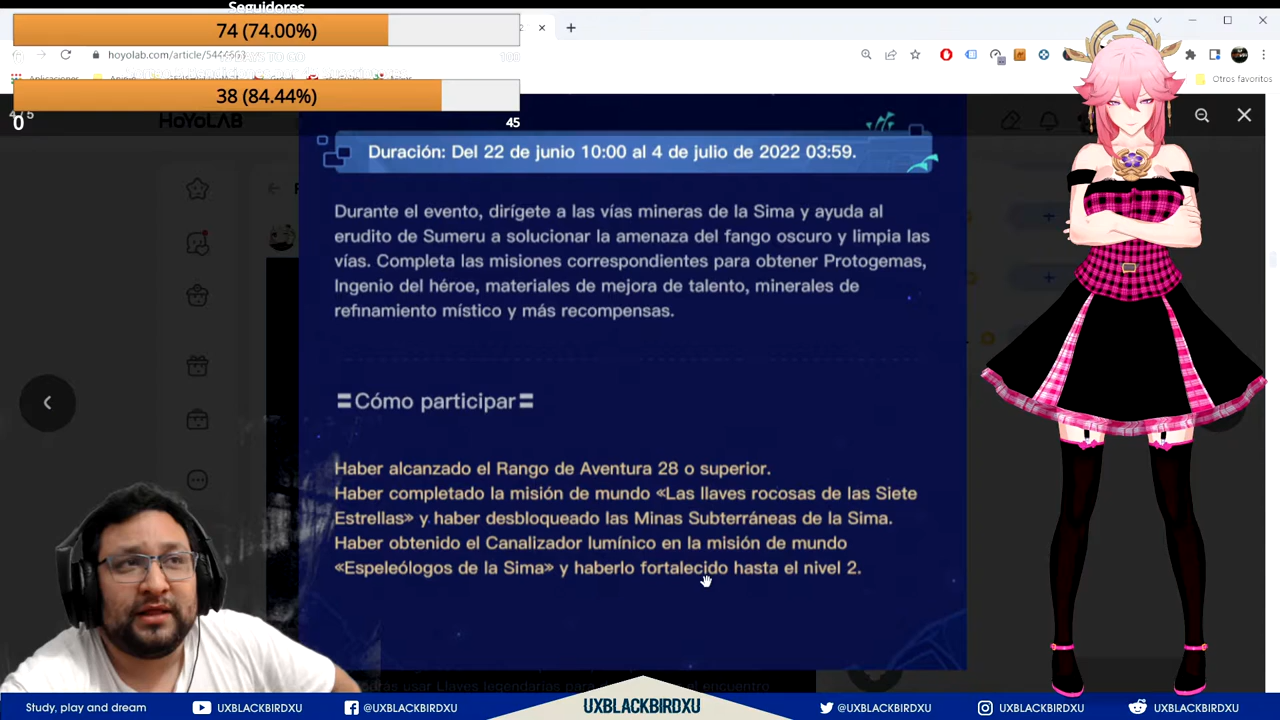 Seguidores
74 (74.00%)
hoyolab.com/article/5444663
38 (84.44%)
45
0
Aplicaciones
Otros favoritos
HoYoLAB
Duración: Del 22 de junio 10:00 al 4 de julio de 2022 03:59.
Durante el evento, dirígete a las vías mineras de la Sima y ayuda al
erudito de Sumeru a solucionar la amenaza del fango oscuro y limpia las
vías. Completa las misiones correspondientes para obtener Protogemas,
Ingenio del héroe, materiales de mejora de talento, minerales de
refinamiento místico y más recompensas.
〓Cómo participar〓
Haber alcanzado el Rango de Aventura 28 o superior.
Haber completado la misión de mundo «Las llaves rocosas de las Siete
Estrellas» y haber desbloqueado las Minas Subterráneas de la Sima.
Haber obtenido el Canalizador lumínico en la misión de mundo
«Espeleólogos de la Sima» y haberlo fortalecido hasta el nivel 2.
Study, play and dream
UXBLACKBIRDXU
@UXBLACKBIRDXU
UXBLACKBIRDXU
@UXBLACKBIRDXU
UXBLACKBIRDXU
UXBLACKBIRDXU